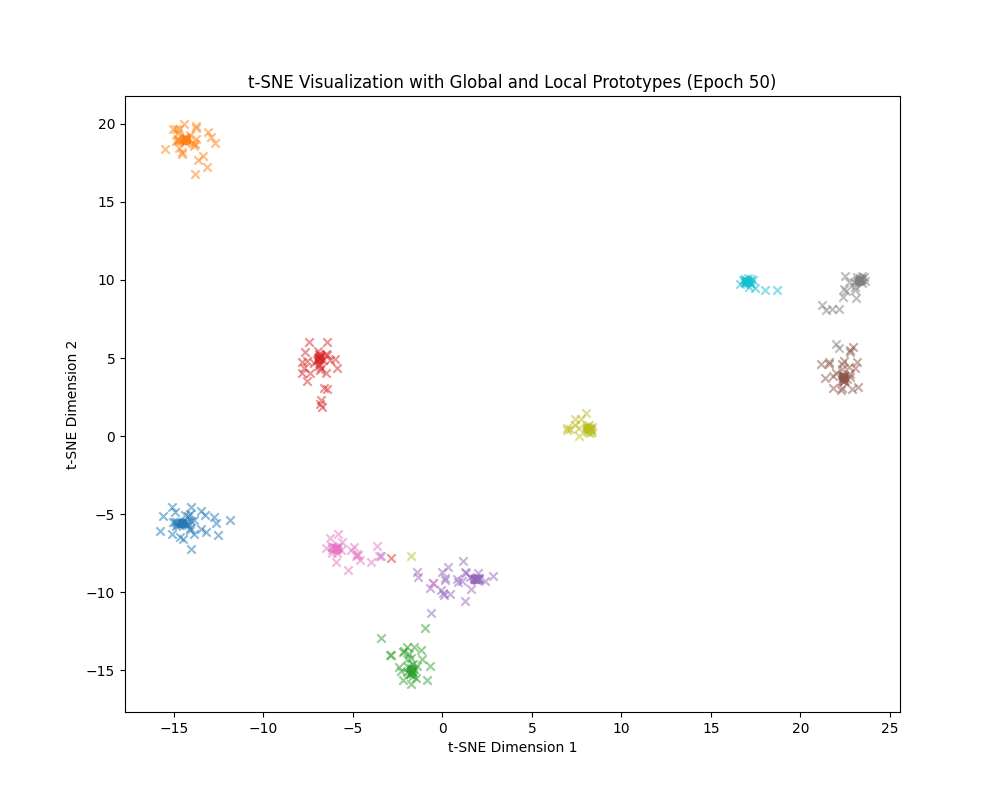 t-SNE Visualization with Global and Local Prototypes (Epoch 50)
t-SNE Dimension 2
20
15
10
5
0
−5
−10
−15
−15 −10 −5 0 5 10 15 20 25
t-SNE Dimension 1